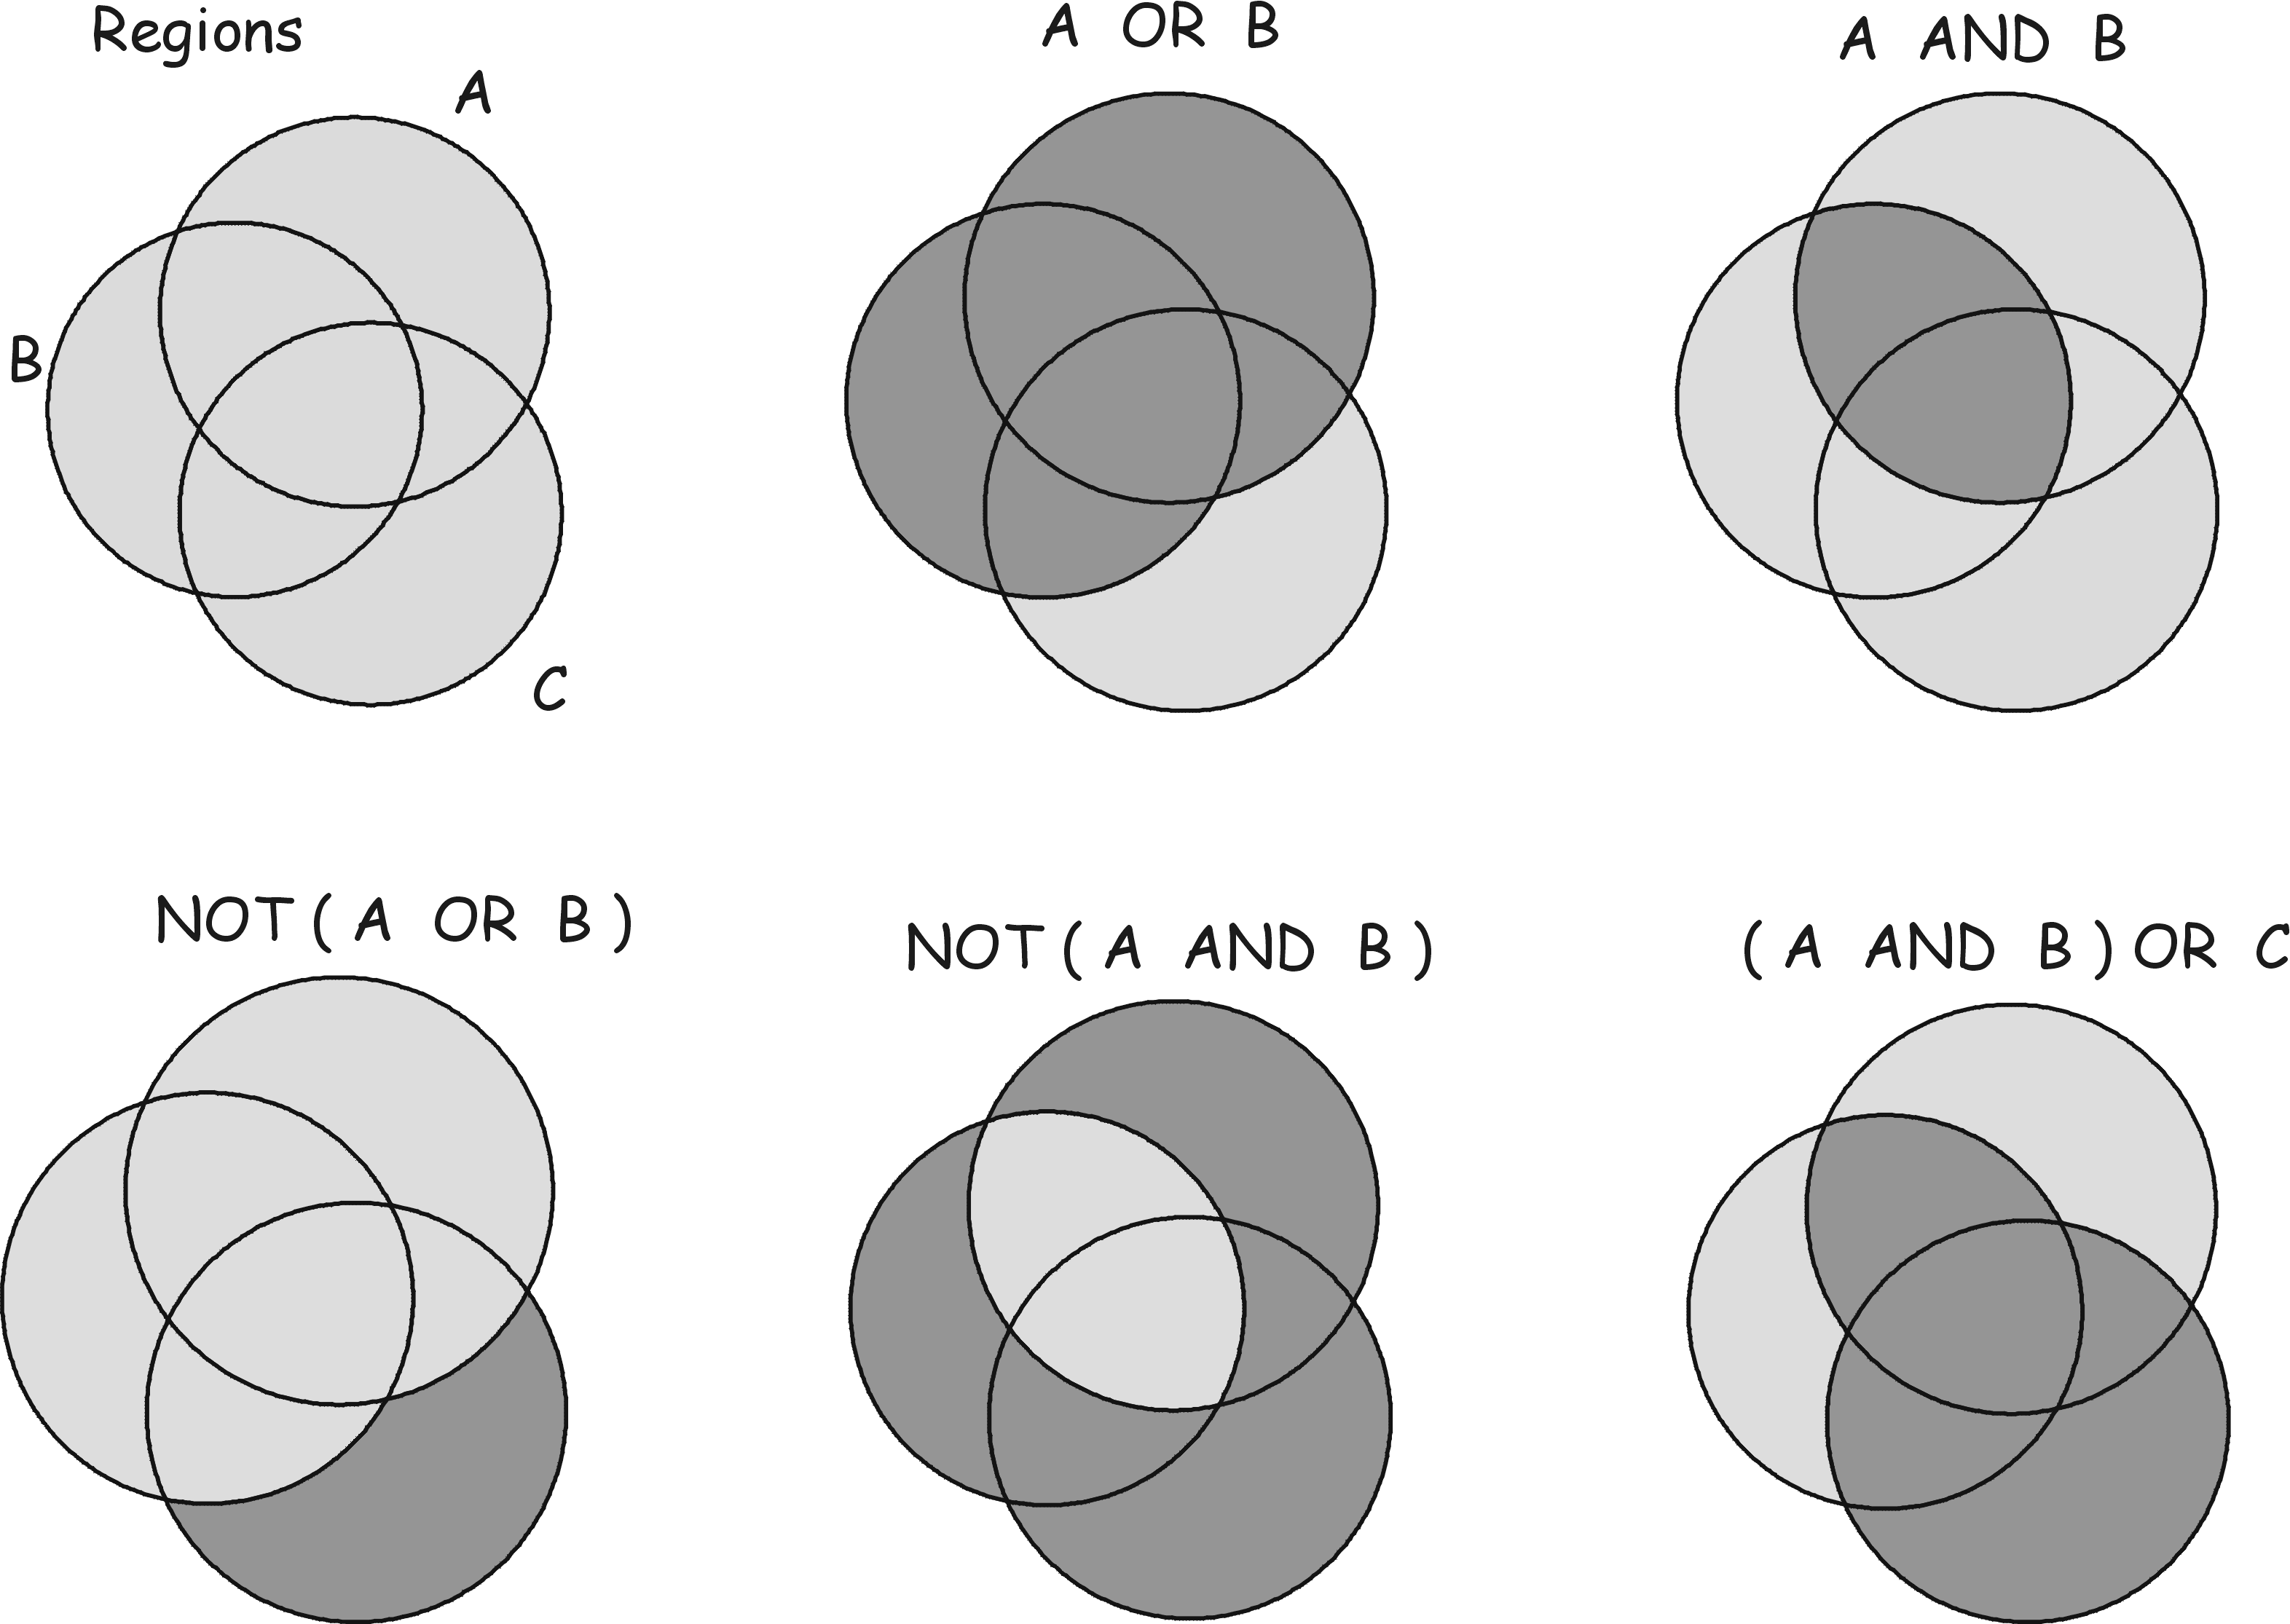 Regions
A OR B
A AND B
A
B
C
NOT(A OR B)
NOT(A AND B)
(A AND B) OR C